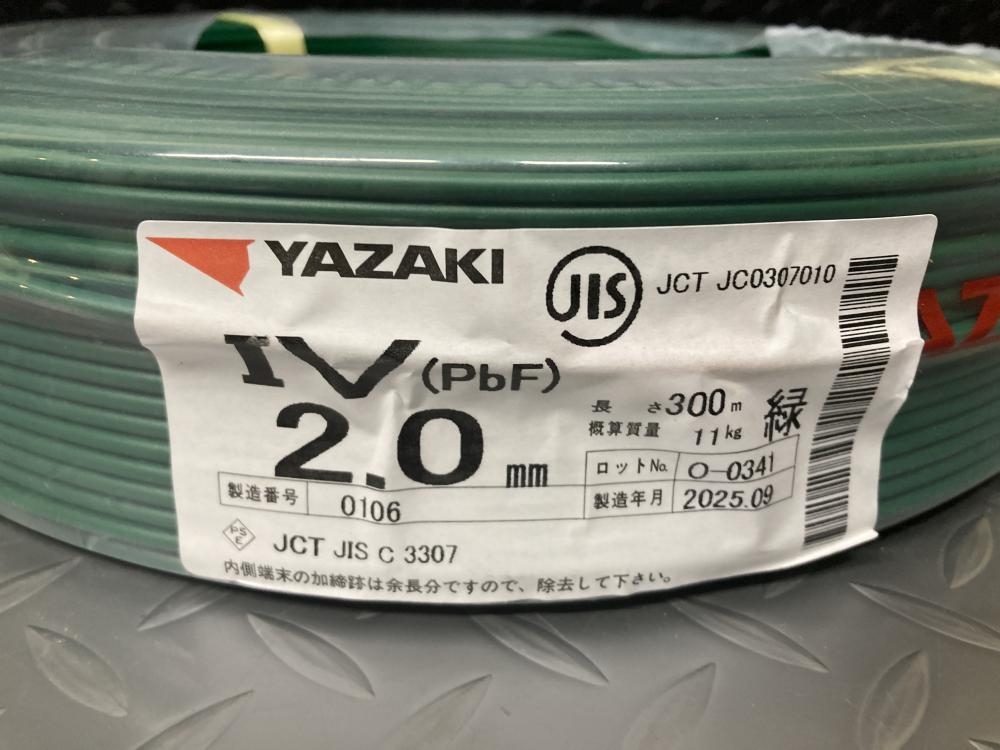 YAZAKI
JIS
JCT JC0307010
IV (PbF)
2.0 mm
長 さ 300 m
概算質量 11kg
緑
ロットNo. O-0341
製造年月 2025.09
製造番号 0106
PSE JCT JIS C 3307
内側端末の加締跡は余長分ですので、除去して下さい。
AZ